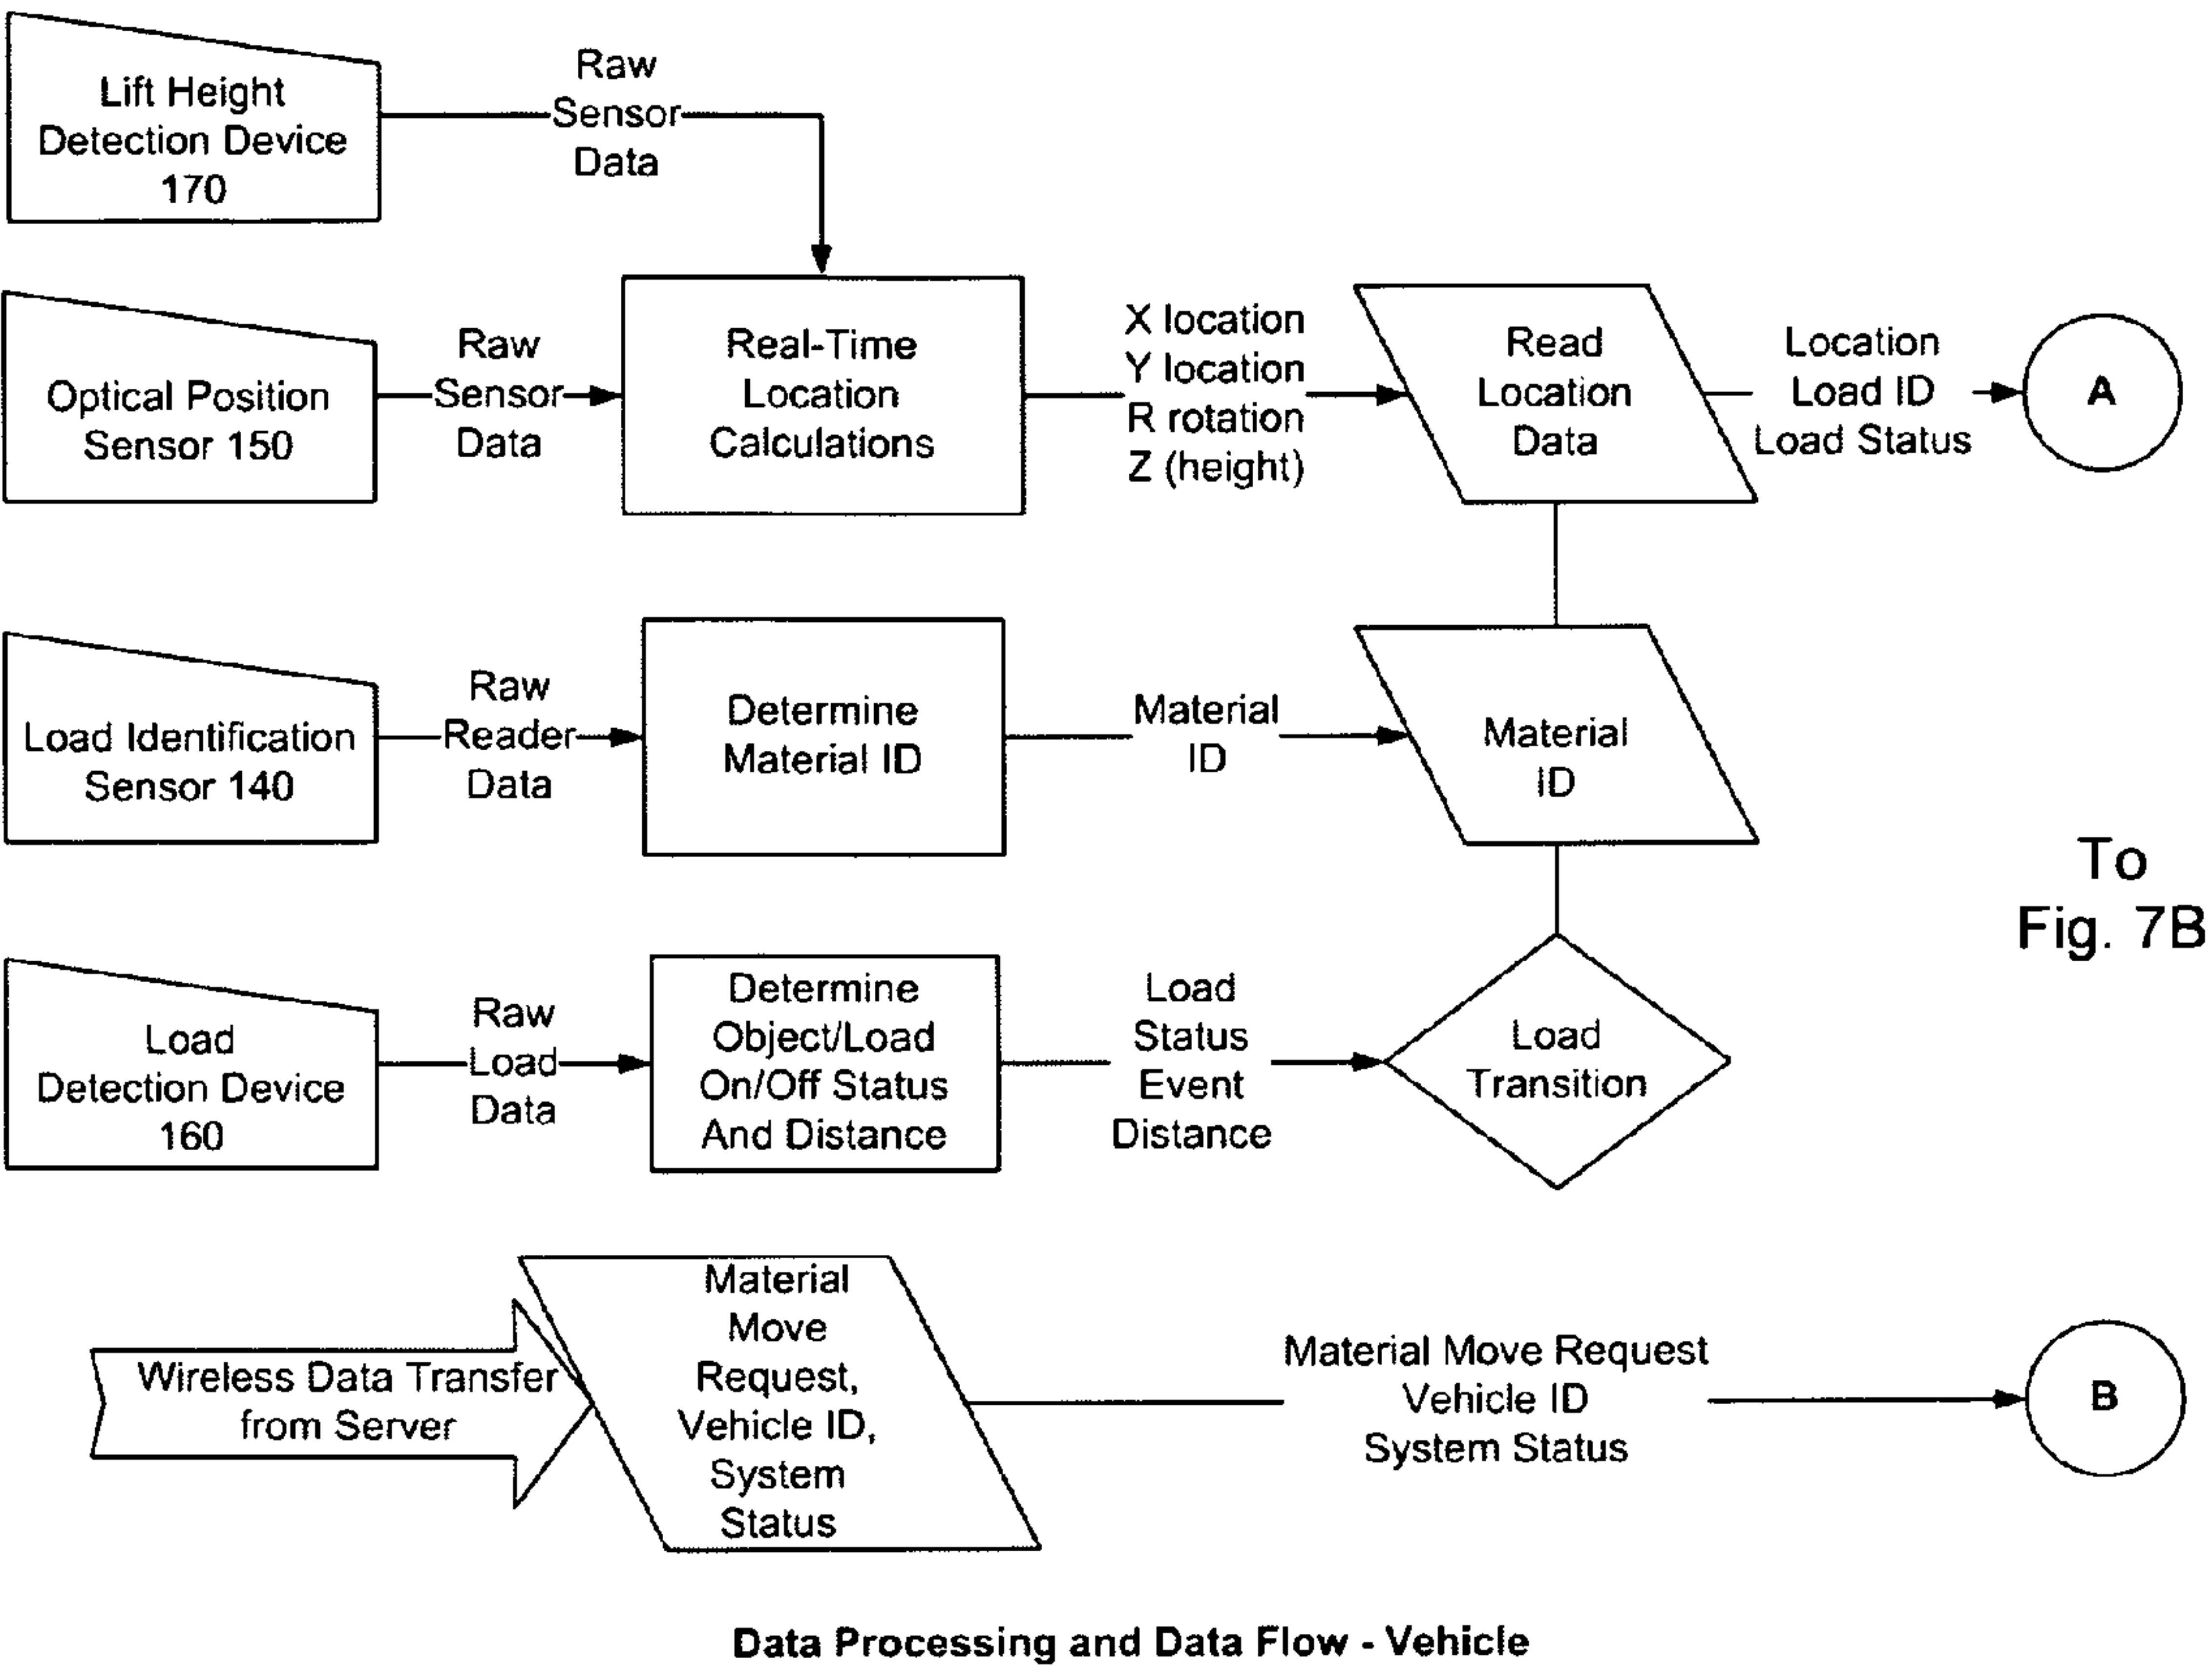 Lift Height
Detection Device
170
Raw
Sensor
Data
Optical Position
Sensor 150
Raw
Sensor
Data
Real-Time
Location
Calculations
X location
Y location
R rotation
Z (height)
Read
Location
Data
Location
Load ID
Load Status
A
Load Identification
Sensor 140
Raw
Reader
Data
Determine
Material ID
Material
ID
Material
ID
To
Fig. 7B
Load
Detection Device
160
Raw
Load
Data
Determine
Object/Load
On/Off Status
And Distance
Load
Status
Event
Distance
Load
Transition
Wireless Data Transfer
from Server
Material
Move
Request,
Vehicle ID,
System
Status
Material Move Request
Vehicle ID
System Status
B
Data Processing and Data Flow - Vehicle